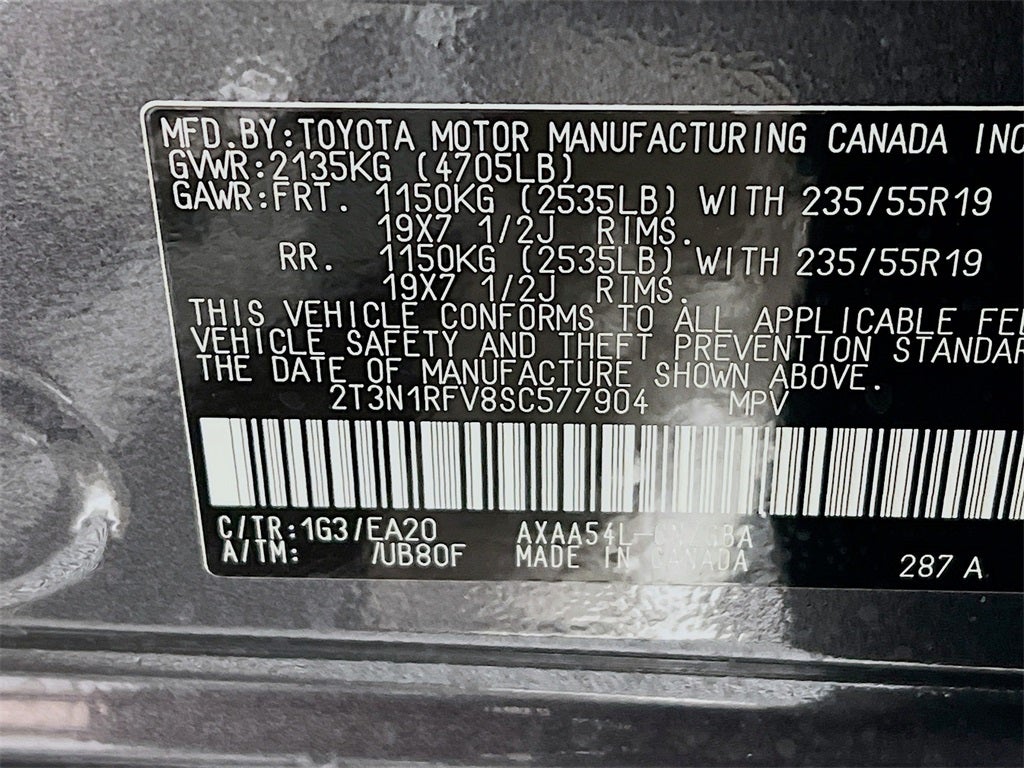 MFD.BY:TOYOTA MOTOR MANUFACTURING CANADA INC
GVWR:2135KG (4705LB)
GAWR:FRT. 1150KG (2535LB) WITH 235/55R19
19X7 1/2J RIMS.
RR. 1150KG (2535LB) WITH 235/55R19
19X7 1/2J RIMS.
THIS VEHICLE CONFORMS TO ALL APPLICABLE
VEHICLE SAFETY AND THEFT PREVENTION
THE DATE OF MANUFACTURE SHOWN ABOVE.
2T3N1RFV8SC577904 MPV
C/TR:1G3/EA20
A/TM: /UB80F
MADE IN CANADA
287 A